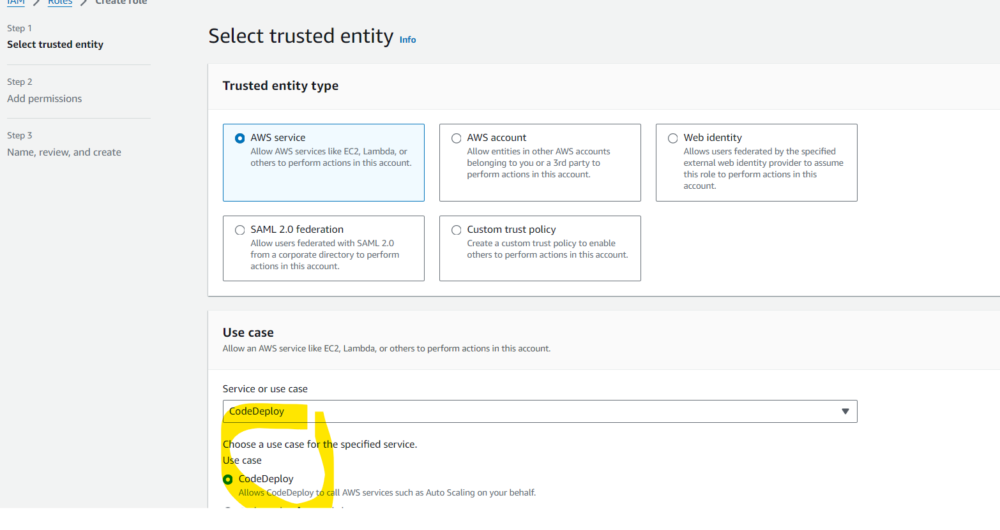 IAM > Roles > Create role
Step 1
Select trusted entity
Step 2
Add permissions
Step 3
Name, review, and create
Select trusted entity Info
Trusted entity type
AWS service
Allow AWS services like EC2, Lambda, or
others to perform actions in this account.
AWS account
Allow entities in other AWS accounts
belonging to you or a 3rd party to
perform actions in this account.
Web identity
Allows users federated by the specified
external web identity provider to assume
this role to perform actions in this
account.
SAML 2.0 federation
Allow users federated with SAML 2.0
from a corporate directory to perform
actions in this account.
Custom trust policy
Create a custom trust policy to enable
others to perform actions in this account.
Use case
Allow an AWS service like EC2, Lambda, or others to perform actions in this account.
Service or use case
CodeDeploy
Choose a use case for the specified service.
Use case
CodeDeploy
Allows CodeDeploy to call AWS services such as Auto Scaling on your behalf.